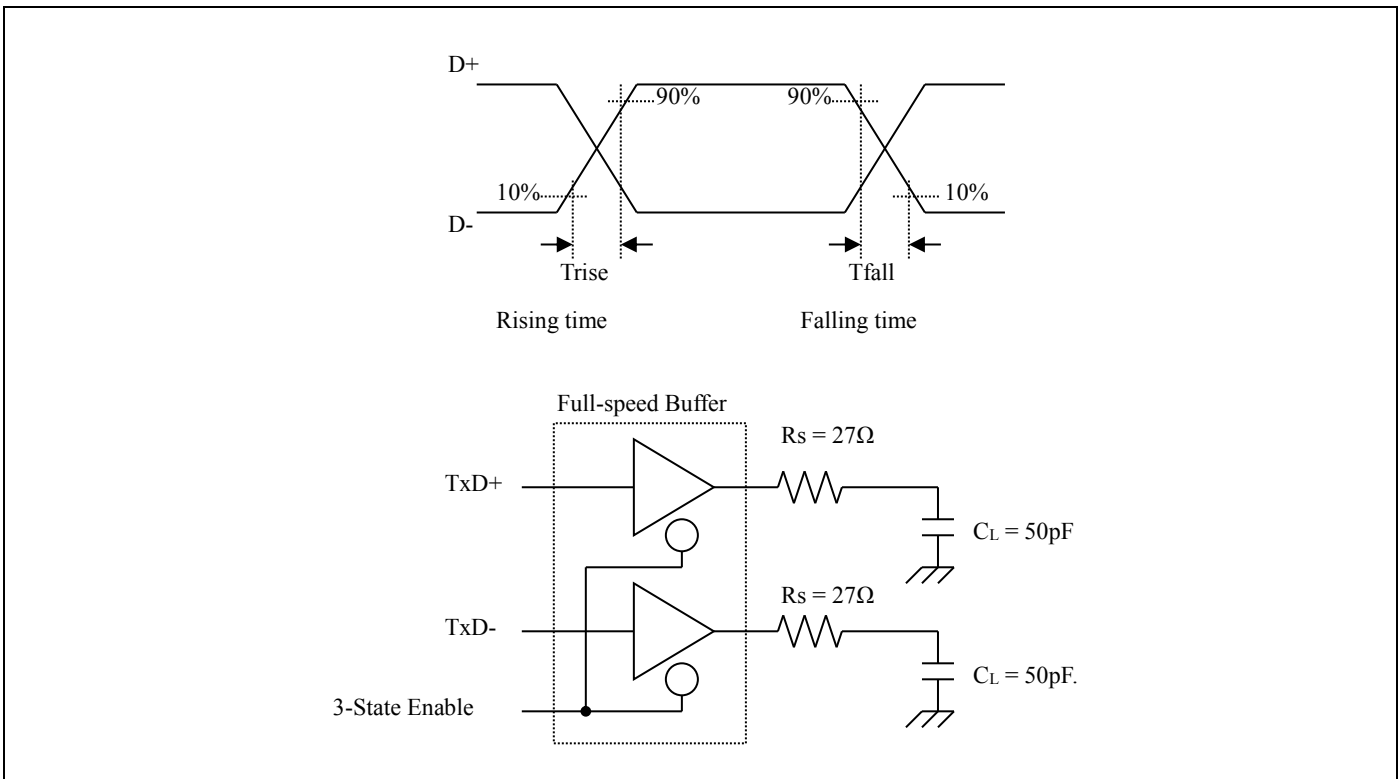 D+
90%
90%
10%
10%
D-
Trise
Tfall
Rising time
Falling time
Full-speed Buffer
Rs = 27Ω
TxD+
CL = 50pF
Rs = 27Ω
TxD-
CL = 50pF.
3-State Enable